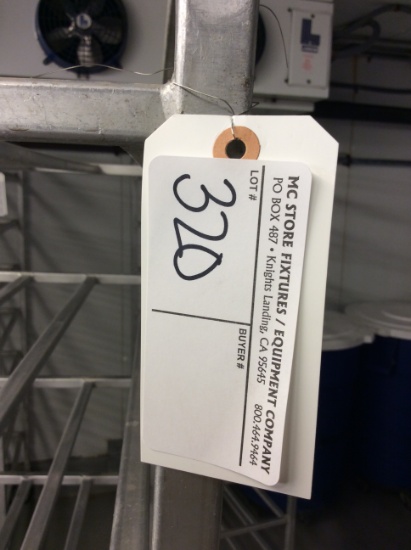 MC STORE FIXTURES / EQUIPMENT COMPANY
PO BOX 487 • Knights Landing, CA 95645
800.464.9464
LOT #
BUYER #
320